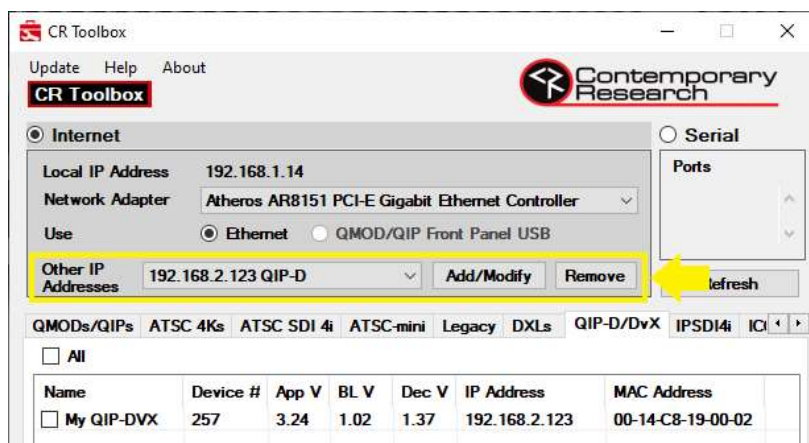 CR Toolbox
Update Help About
CR Toolbox
Contemporary
Research
Internet
Serial
Local IP Address 192.168.1.14
Ports
Network Adapter Atheros AR8151 PCI-E Gigabit Ethernet Controller
Use Ethernet QMOD/QIP Front Panel USB
Other IP
Addresses
192.168.2.123 QIP-D Add/Modify Remove
QMODs/QIPs ATSC 4Ks ATSC SDI 4i ATSC-mini Legacy DXLs QIP-D/DvX IPSDI4i
All
Name Device # App V BL V Dec V IP Address MAC Address
My QIP-DVX 257 3.24 1.02 1.37 192.168.2.123 00-14-C8-19-00-02